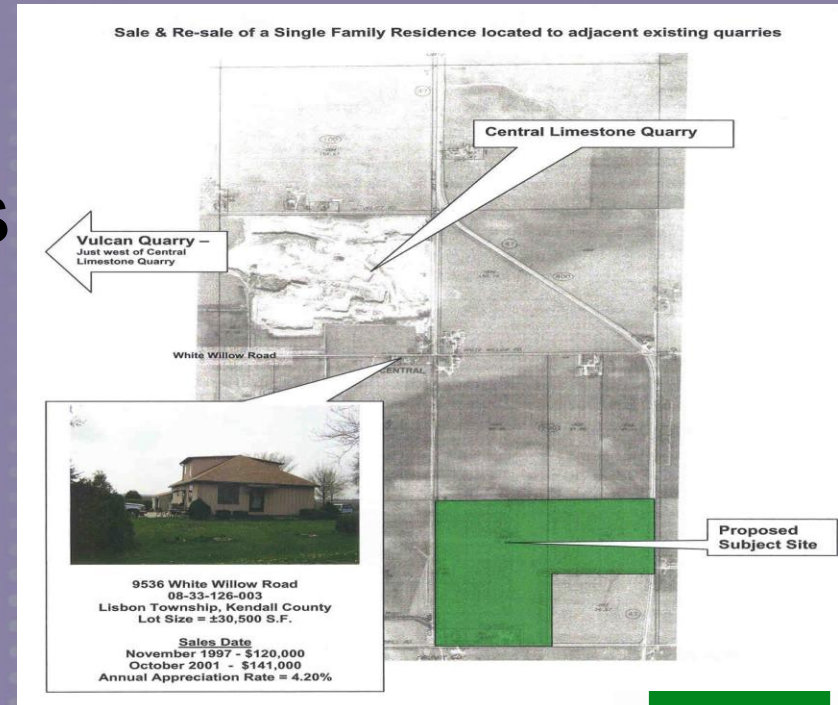 Sale & Re-sale of a Single Family Residence located to adjacent existing quarries
Central Limestone Quarry
Vulcan Quarry –
Just west of Central
Limestone Quarry
s
White Willow Road
CENTRAL
Proposed
Subject Site
9536 White Willow Road
08-33-126-003
Lisbon Township, Kendall County
Lot Size = ±30,500 S.F.
Sales Date
November 1997 - $120,000
October 2001 - $141,000
Annual Appreciation Rate = 4.20%